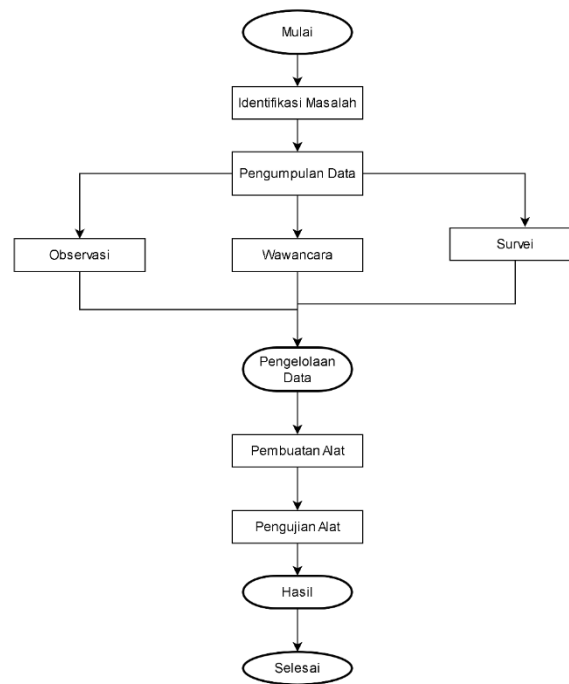 Mulai
Identifikasi Masalah
Pengumpulan Data
Observasi
Wawancara
Survei
Pengelolaan
Data
Pembuatan Alat
Pengujian Alat
Hasil
Selesai